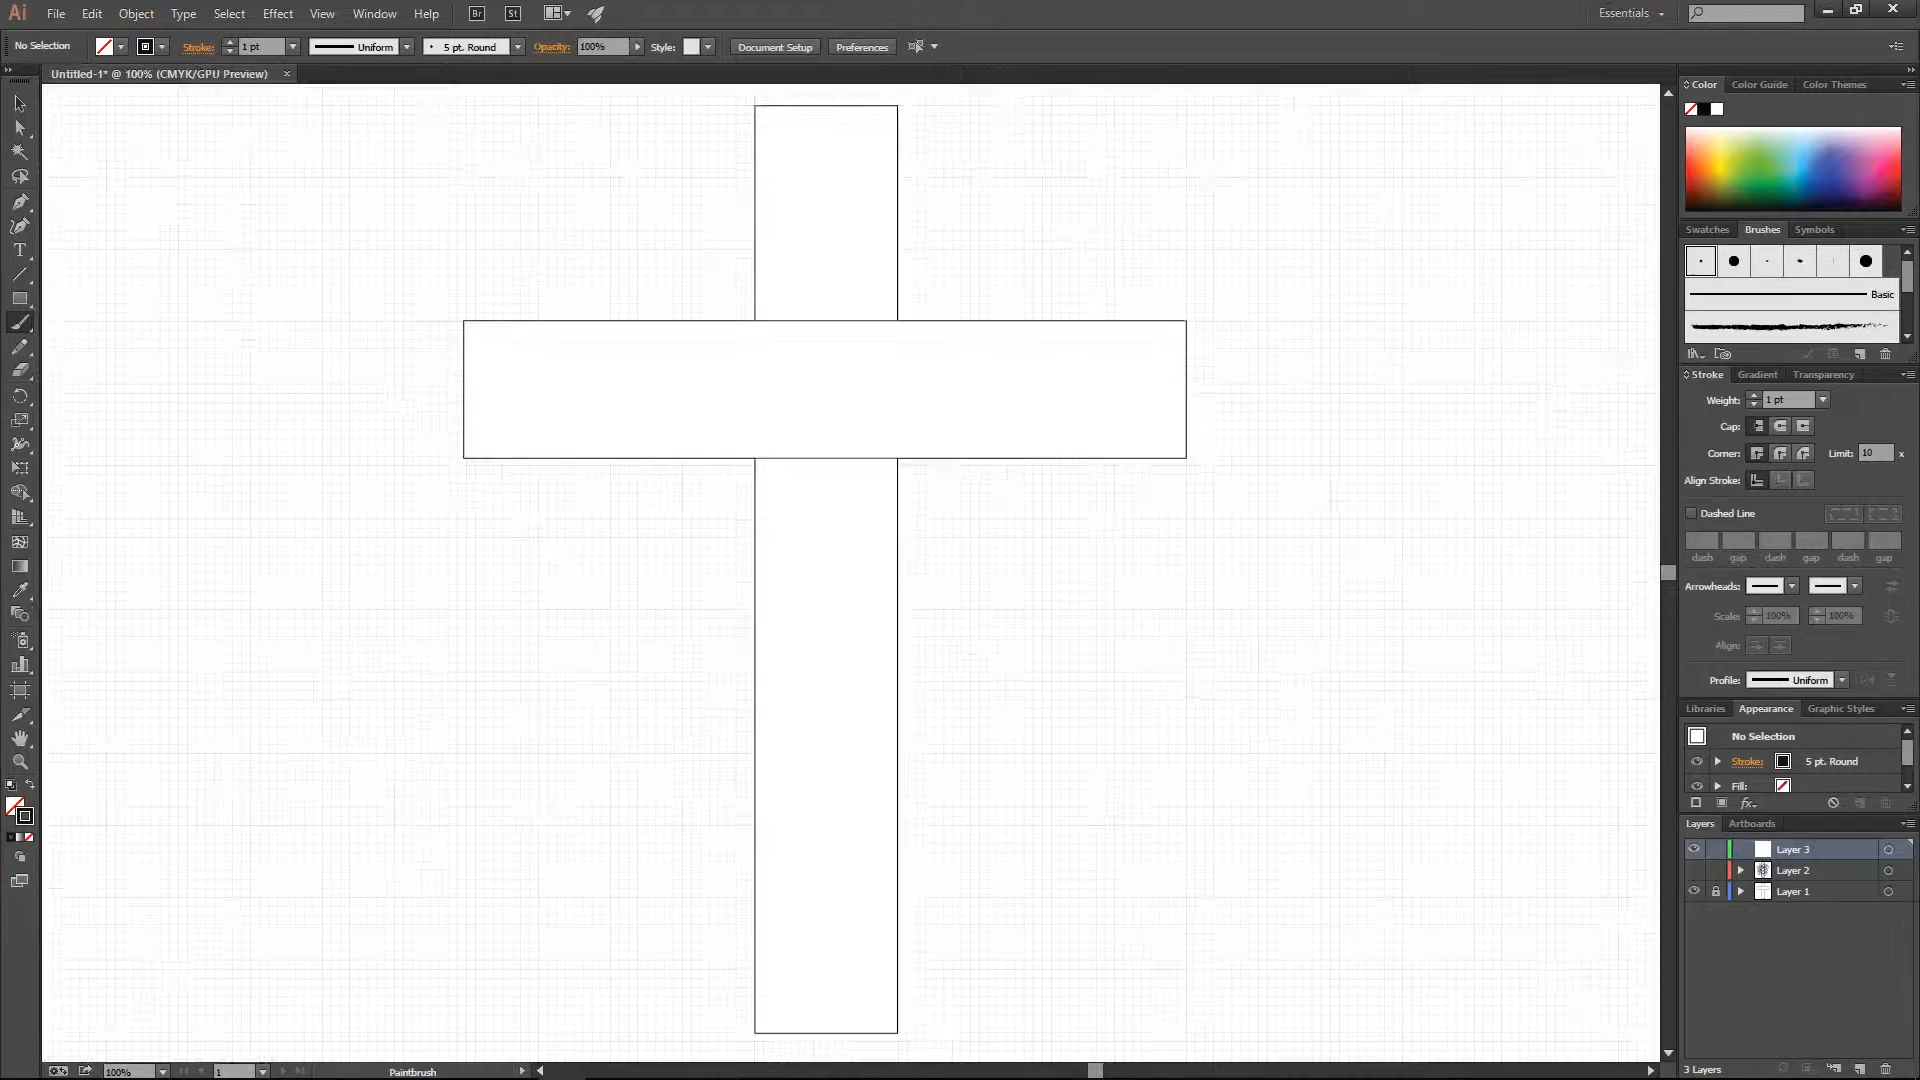 Ai File Edit Object Type Select Effect View Window Help Br St Essentials
No Selection Stroke: 1 pt Uniform 5 pt. Round Opacity: 100% Style: Document Setup Preferences
Untitled-1* @ 100% (CMYK/GPU Preview) ×
Color Color Guide Color Themes
Swatches Brushes Symbols
Basic
Stroke Gradient Transparency
Weight: 1 pt
Cap:
Corner: Limit: 10 x
Align Stroke:
Dashed Line
dash gap dash gap dash gap
Arrowheads:
Scale: 100% 100%
Align:
Profile: Uniform
Libraries Appearance Graphic Styles
No Selection
Stroke: 5 pt. Round
Fill:
fx
Layers Artboards
Layer 3
Layer 2
Layer 1
100% 1 Paintbrush 3 Layers